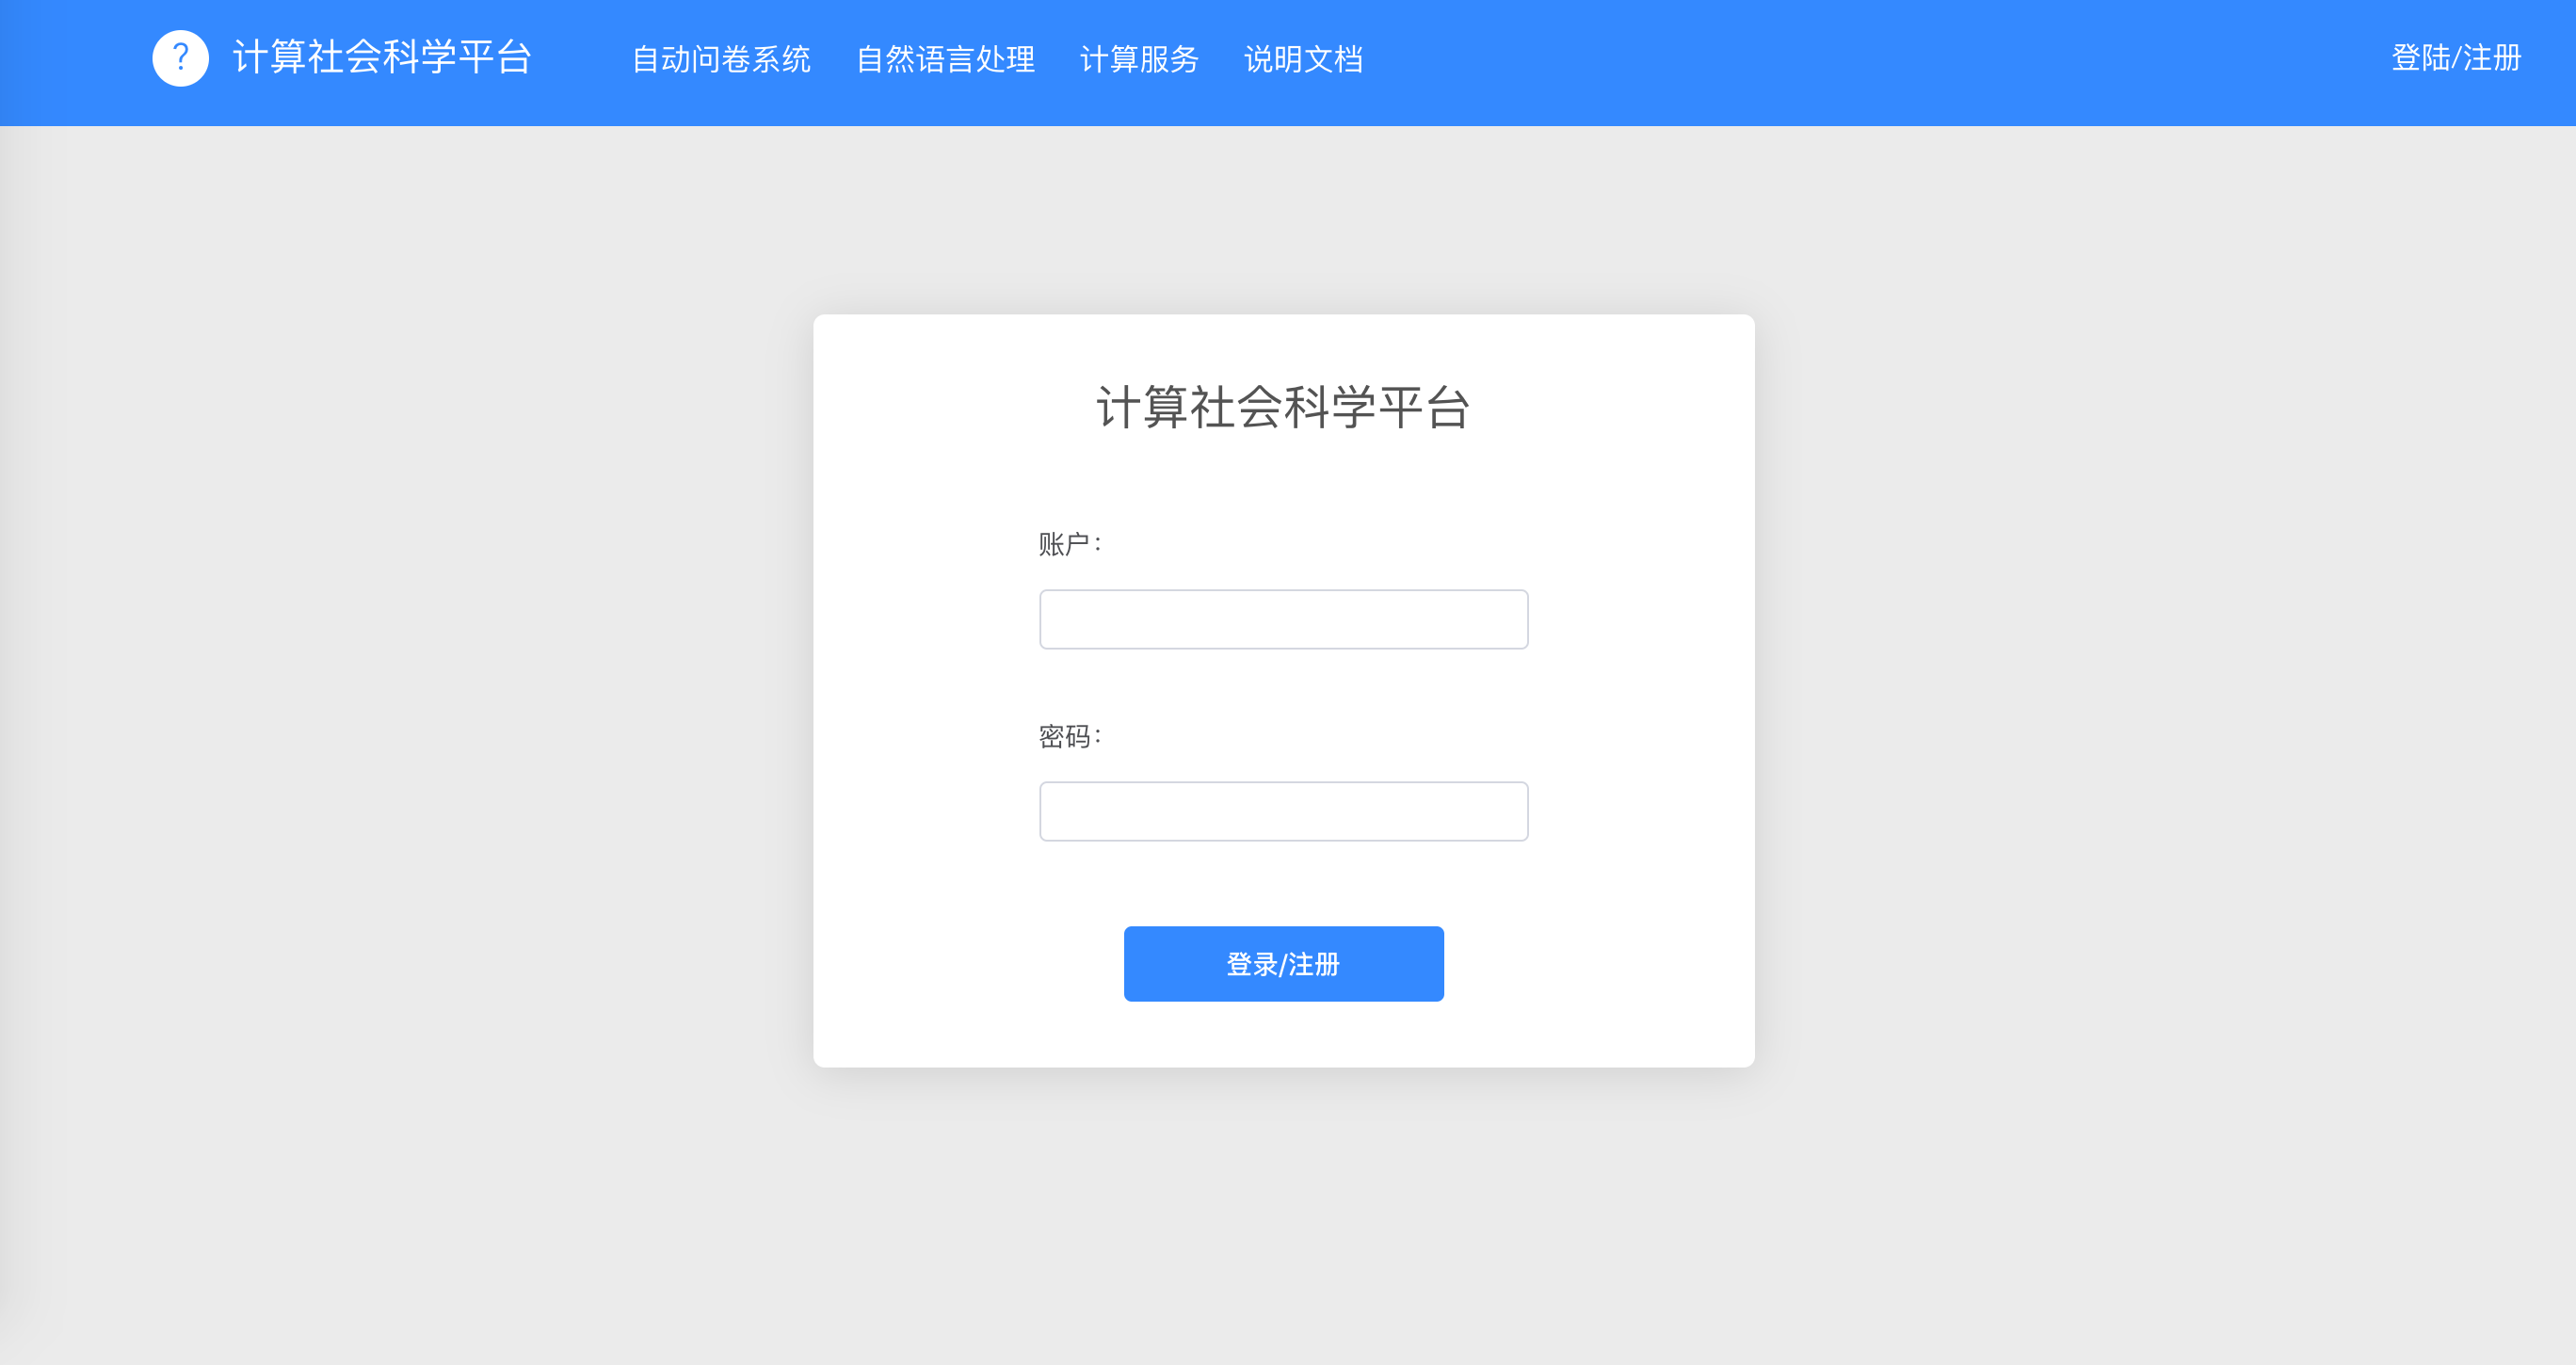 ? 计算社会科学平台 自动问卷系统 自然语言处理 计算服务 说明文档 登陆/注册
计算社会科学平台
账户：
密码：
登录/注册